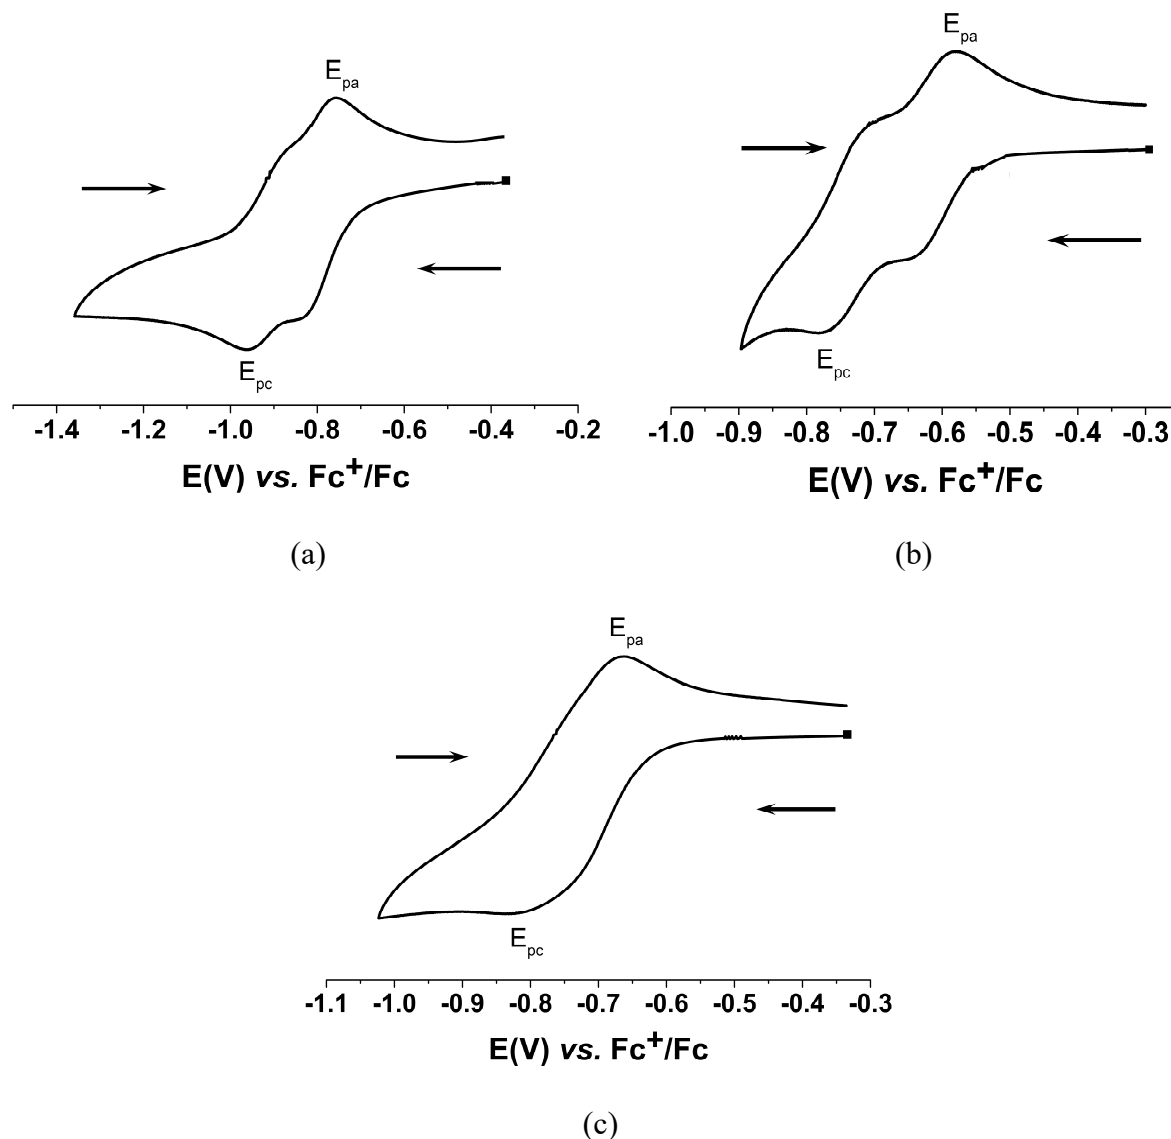 E_pa
E_pc
-1.4 -1.2 -1.0 -0.8 -0.6 -0.4 -0.2
E(V) vs. Fc⁺/Fc
(a)
E_pa
E_pc
-1.0 -0.9 -0.8 -0.7 -0.6 -0.5 -0.4 -0.3
E(V) vs. Fc⁺/Fc
(b)
E_pa
E_pc
-1.1 -1.0 -0.9 -0.8 -0.7 -0.6 -0.5 -0.4 -0.3
E(V) vs. Fc⁺/Fc
(c)